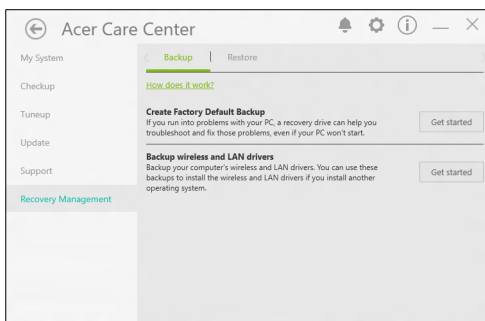 Acer Care Center
My System
Checkup
Tuneup
Update
Support
Recovery Management
Backup
Restore
How does it work?
Create Factory Default Backup
If you run into problems with your PC, a recovery drive can help you
troubleshoot and fix those problems, even if your PC won't start.
Get started
Backup wireless and LAN drivers
Backup your computer's wireless and LAN drivers. You can use these
backups to install the wireless and LAN drivers if you install another
operating system.
Get started